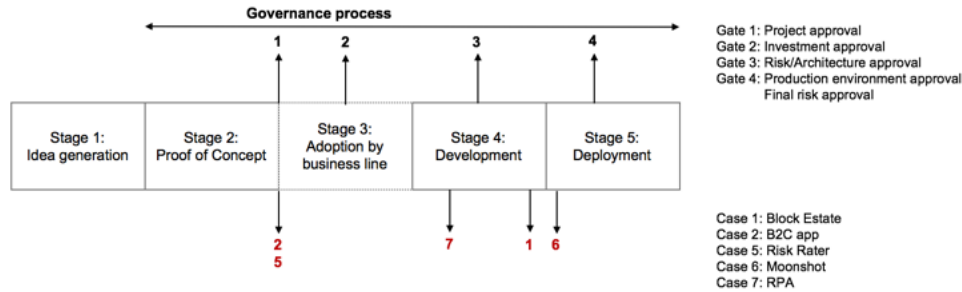 Governance process
1 2 3 4
Gate 1: Project approval
Gate 2: Investment approval
Gate 3: Risk/Architecture approval
Gate 4: Production environment approval
Final risk approval
Stage 1:
Idea generation
Stage 2:
Proof of Concept
Stage 3:
Adoption by
business line
Stage 4:
Development
Stage 5:
Deployment
2
5
7
1
6
Case 1: Block Estate
Case 2: B2C app
Case 5: Risk Rater
Case 6: Moonshot
Case 7: RPA